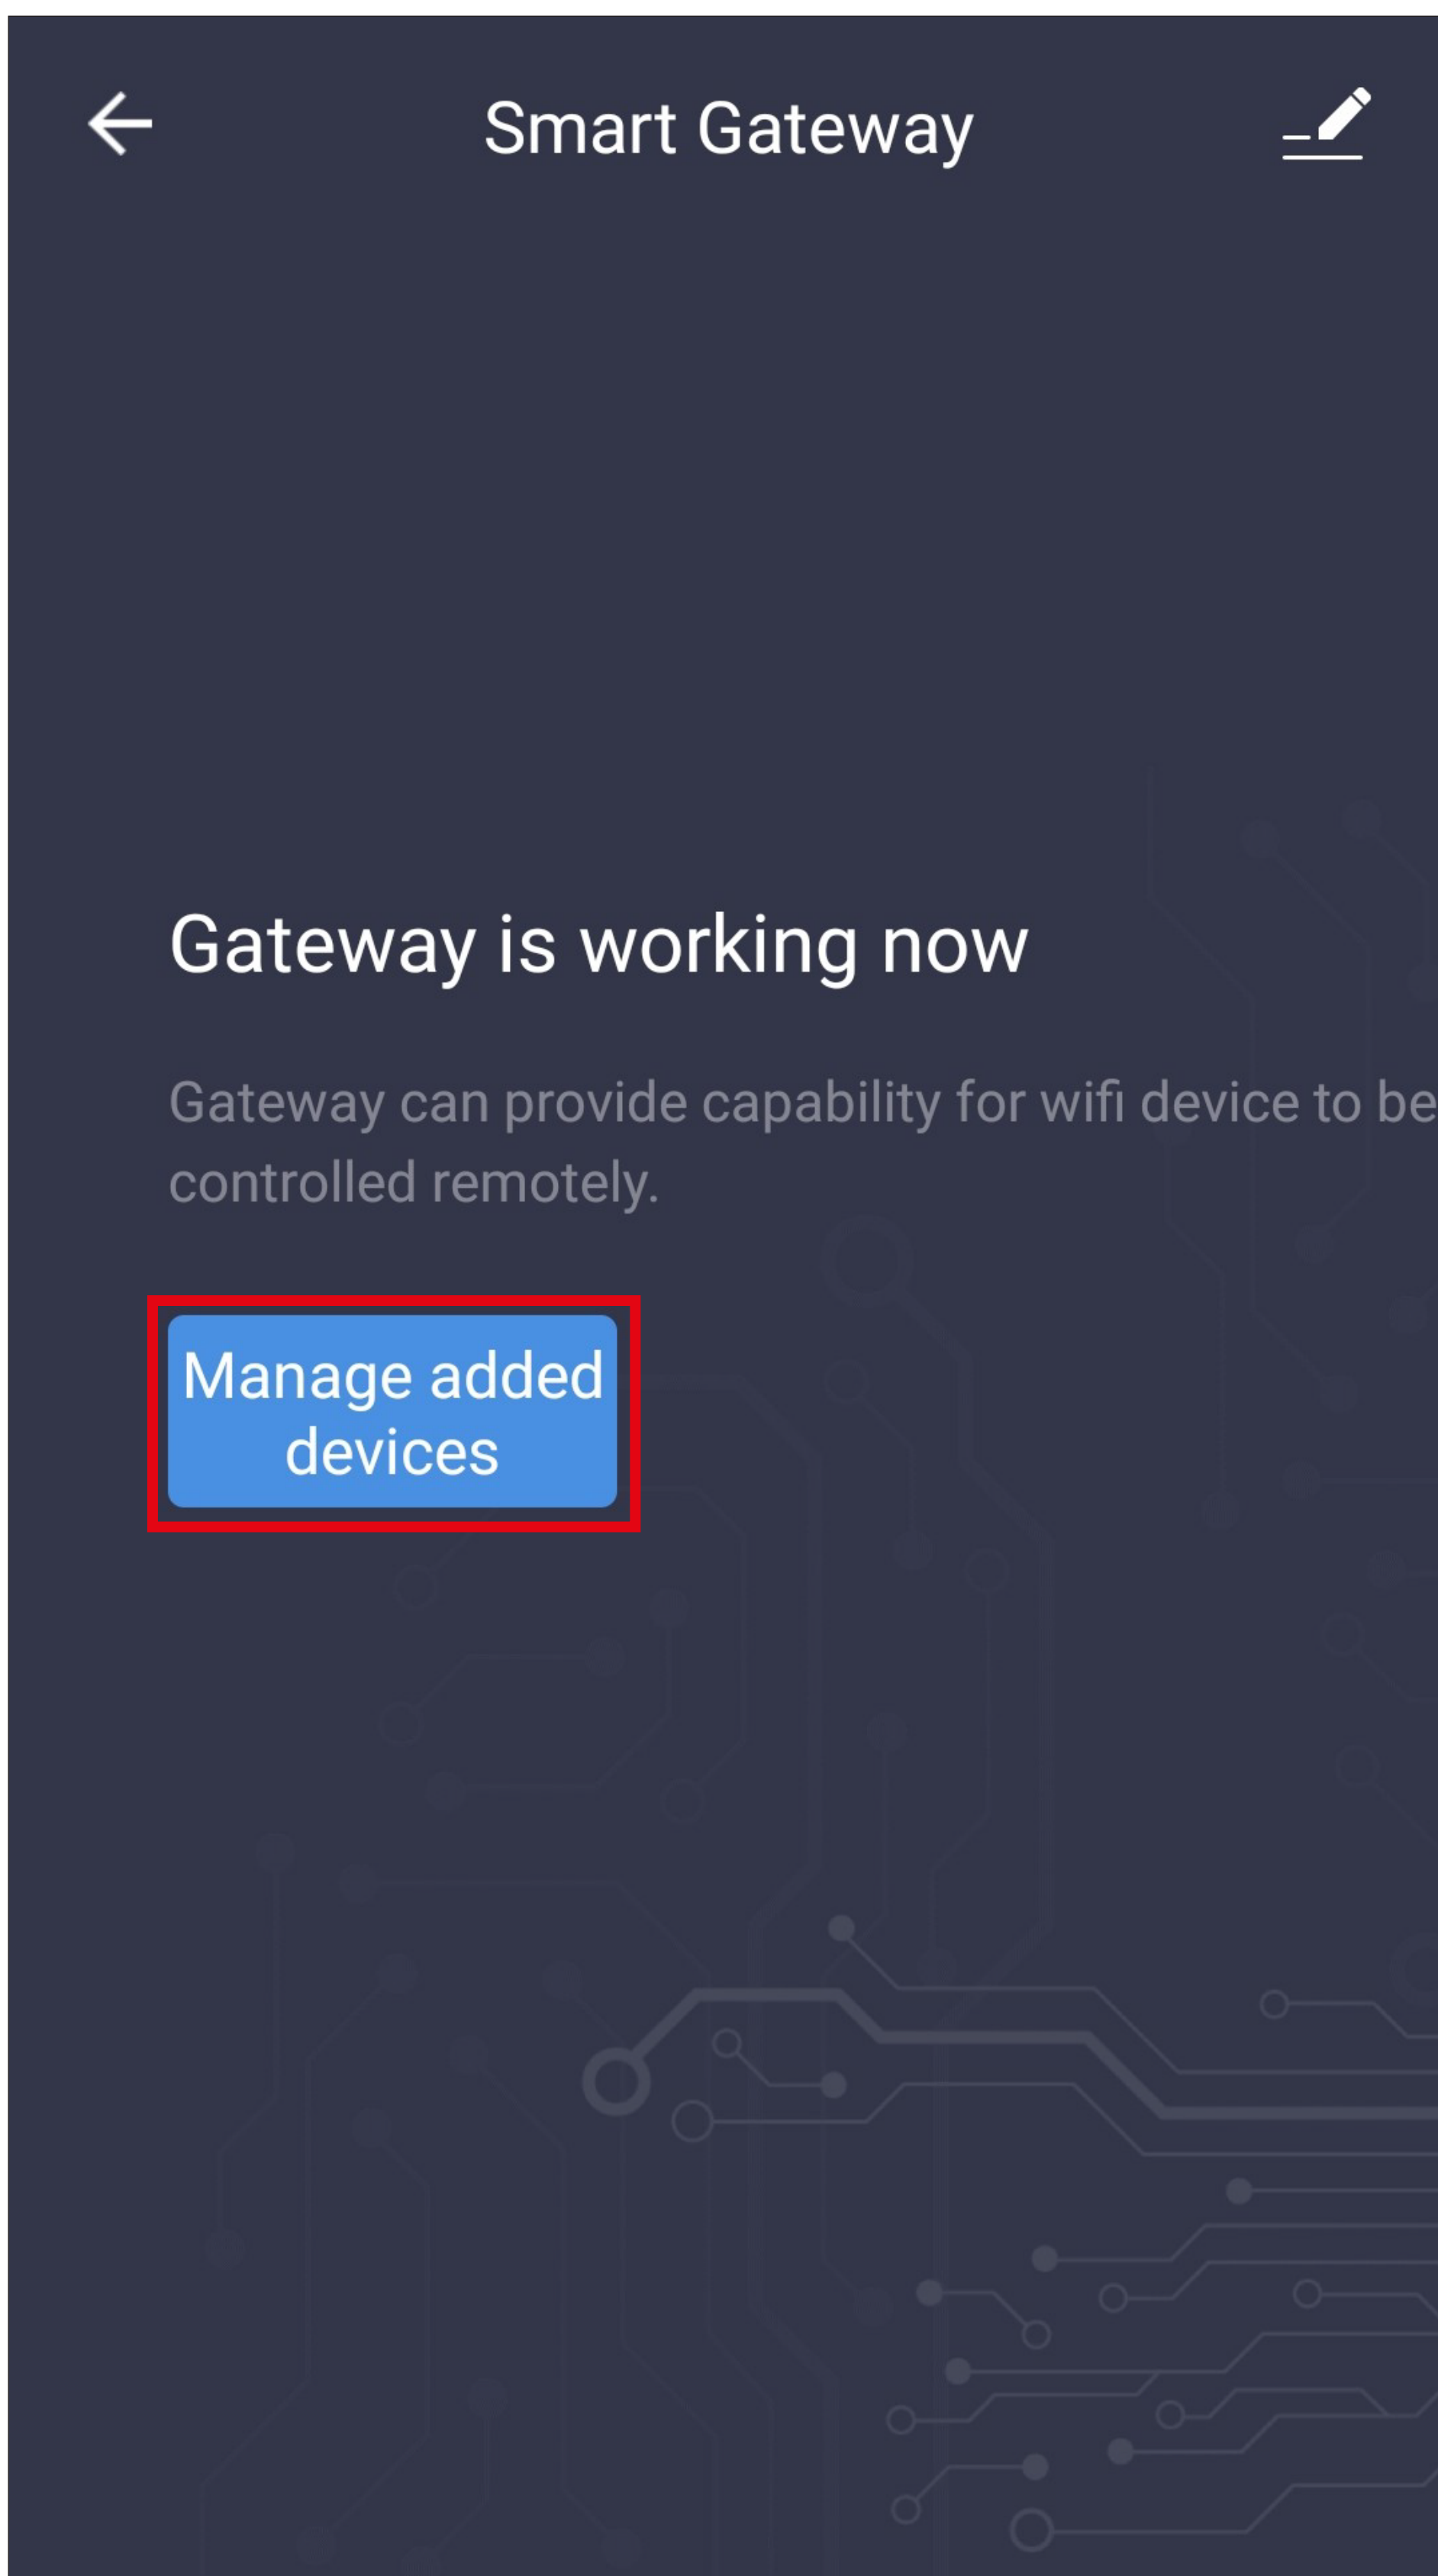 Smart Gateway
Gateway is working now
Gateway can provide capability for wifi device to be
controlled remotely.
Manage added
devices